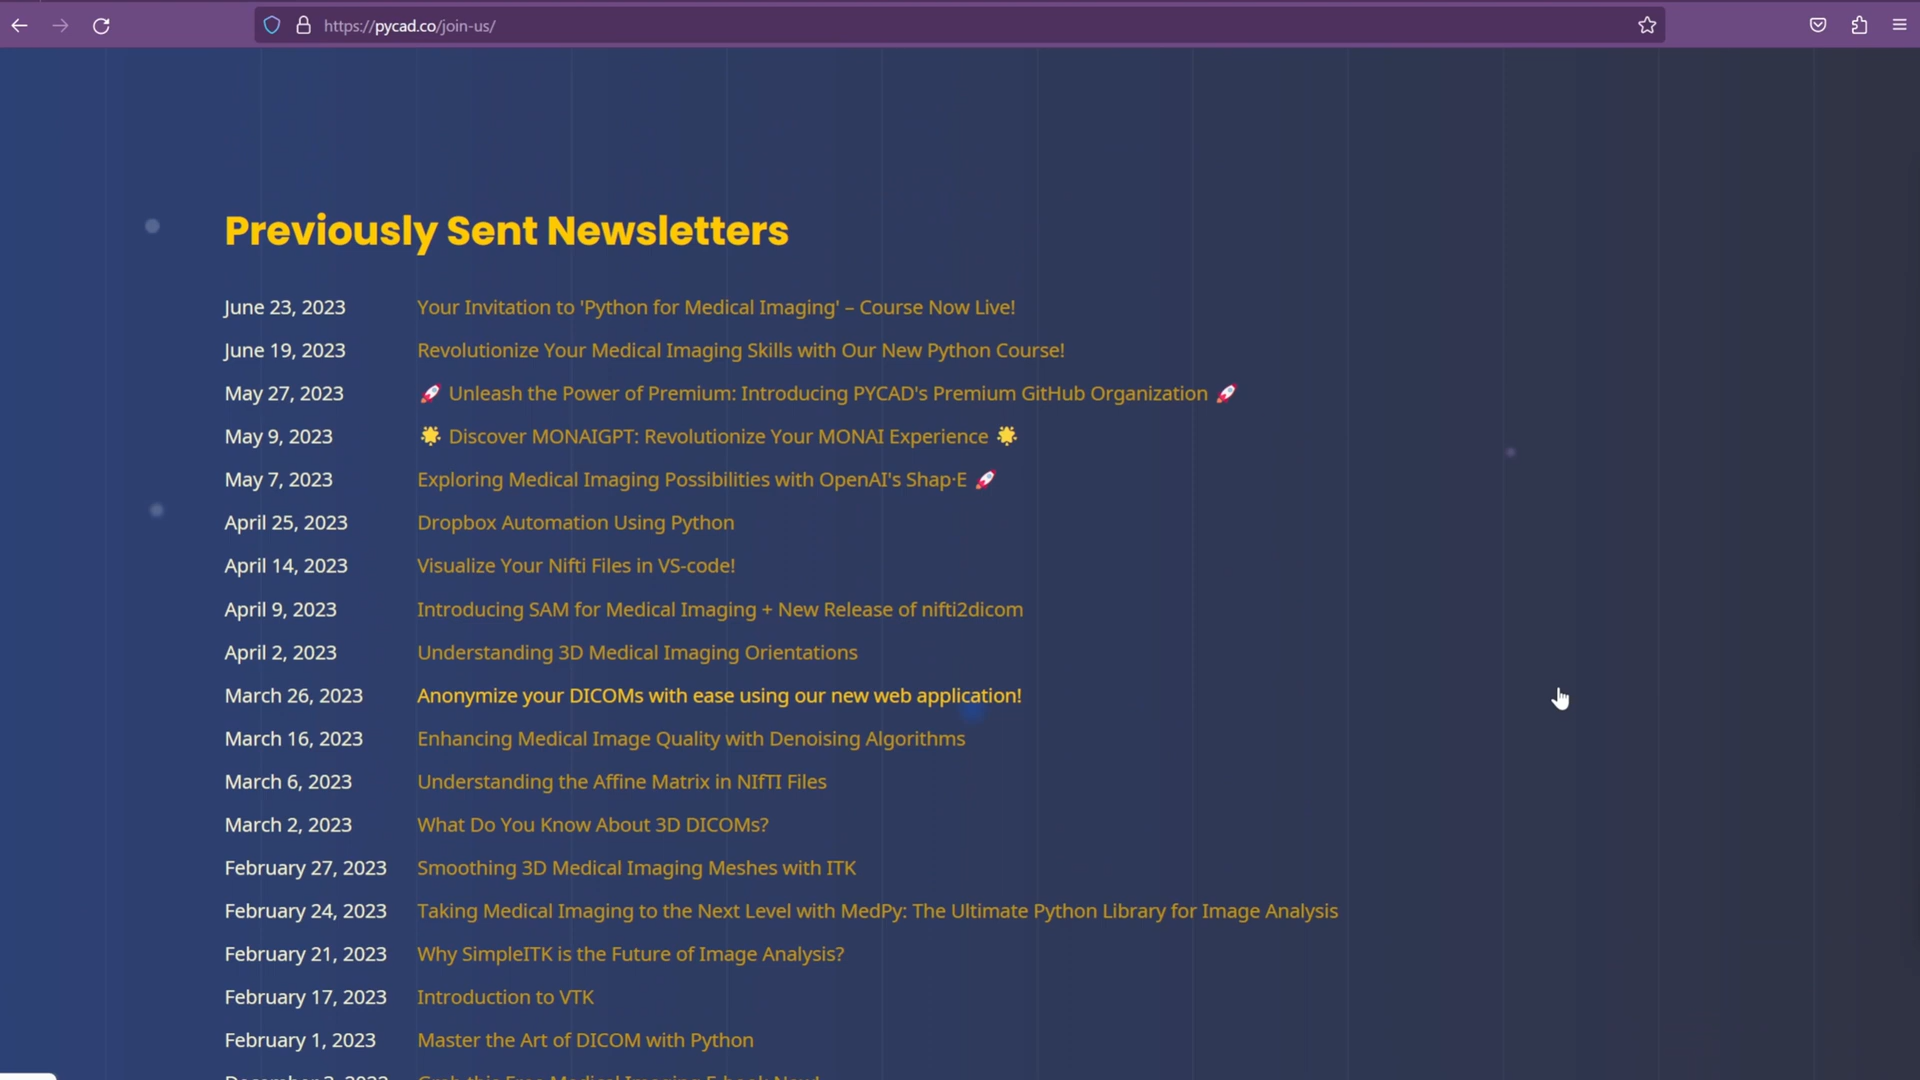 https://pycad.co/join-us/
Previously Sent Newsletters
June 23, 2023 Your Invitation to 'Python for Medical Imaging' – Course Now Live!
June 19, 2023 Revolutionize Your Medical Imaging Skills with Our New Python Course!
May 27, 2023 🚀 Unleash the Power of Premium: Introducing PYCAD's Premium GitHub Organization 🚀
May 9, 2023 🌟 Discover MONAIGPT: Revolutionize Your MONAI Experience 🌟
May 7, 2023 Exploring Medical Imaging Possibilities with OpenAI's Shap·E 🚀
April 25, 2023 Dropbox Automation Using Python
April 14, 2023 Visualize Your Nifti Files in VS-code!
April 9, 2023 Introducing SAM for Medical Imaging + New Release of nifti2dicom
April 2, 2023 Understanding 3D Medical Imaging Orientations
March 26, 2023 Anonymize your DICOMs with ease using our new web application!
March 16, 2023 Enhancing Medical Image Quality with Denoising Algorithms
March 6, 2023 Understanding the Affine Matrix in NIfTI Files
March 2, 2023 What Do You Know About 3D DICOMs?
February 27, 2023 Smoothing 3D Medical Imaging Meshes with ITK
February 24, 2023 Taking Medical Imaging to the Next Level with MedPy: The Ultimate Python Library for Image Analysis
February 21, 2023 Why SimpleITK is the Future of Image Analysis?
February 17, 2023 Introduction to VTK
February 1, 2023 Master the Art of DICOM with Python